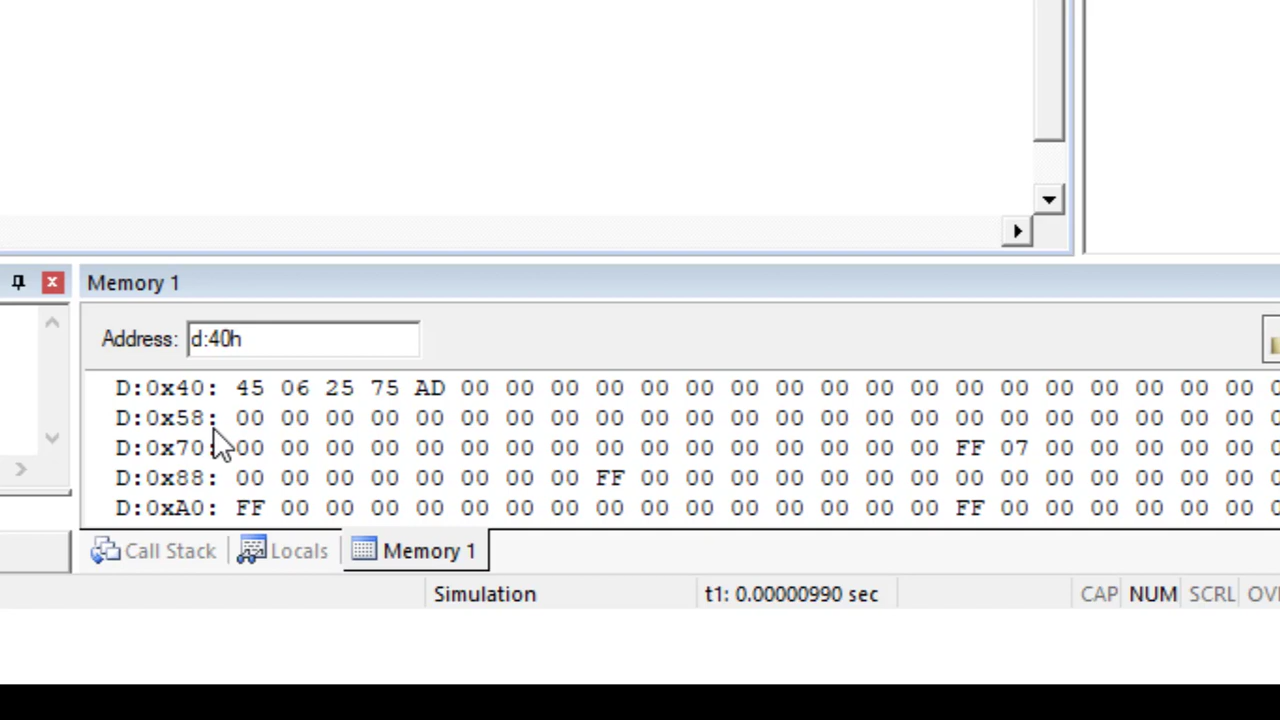 Memory 1
Address: d:40h
D:0x40: 45 06 25 75 AD 00 00 00 00 00 00 00 00 00 00 00 00 00 00 00 00 00 00 0
D:0x58: 00 00 00 00 00 00 00 00 00 00 00 00 00 00 00 00 00 00 00 00 00 00 00 0
D:0x70: 00 00 00 00 00 00 00 00 00 00 00 00 00 00 00 00 FF 07 00 00 00 00 00 0
D:0x88: 00 00 00 00 00 00 00 00 FF 00 00 00 00 00 00 00 00 00 00 00 00 00 00 0
D:0xA0: FF 00 00 00 00 00 00 00 00 00 00 00 00 00 00 00 FF 00 00 00 00 00 00 0
Call Stack Locals Memory 1
Simulation t1: 0.00000990 sec CAP NUM SCRL OV